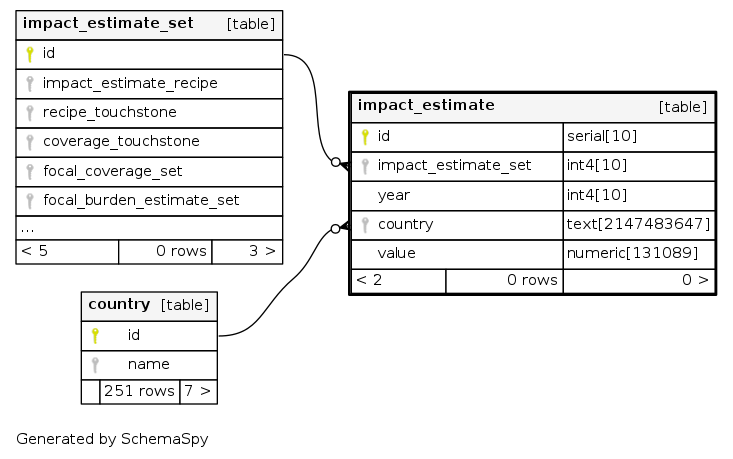 impact_estimate_set [table]
id
impact_estimate_recipe
recipe_touchstone
coverage_touchstone
focal_coverage_set
focal_burden_estimate_set
...
< 5 0 rows 3 >
impact_estimate [table]
id serial[10]
impact_estimate_set int4[10]
year int4[10]
country text[2147483647]
value numeric[131089]
< 2 0 rows 0 >
country [table]
id
name
251 rows 7 >
Generated by SchemaSpy